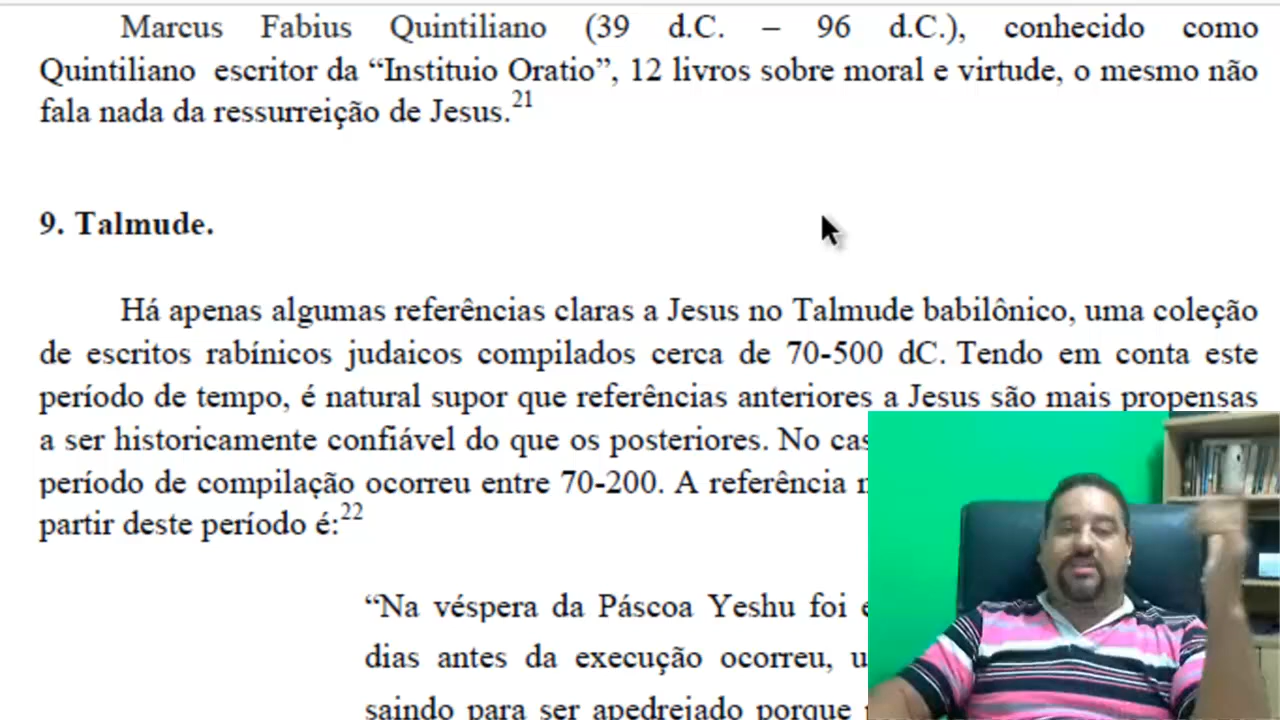 Marcus Fabius Quintiliano (39 d.C. – 96 d.C.), conhecido como
Quintiliano escritor da “Instituio Oratio”, 12 livros sobre moral e virtude, o mesmo não
fala nada da ressurreição de Jesus.21
9. Talmude.
Há apenas algumas referências claras a Jesus no Talmude babilônico, uma coleção
de escritos rabínicos judaicos compilados cerca de 70-500 dC. Tendo em conta este
período de tempo, é natural supor que referências anteriores a Jesus são mais propensas
a ser historicamente confiável do que os posteriores. No
período de compilação ocorreu entre 70-200. A referência
partir deste período é:22
“Na véspera da Páscoa Yeshu foi
dias antes da execução ocorreu,
saindo para ser apedrejado porque